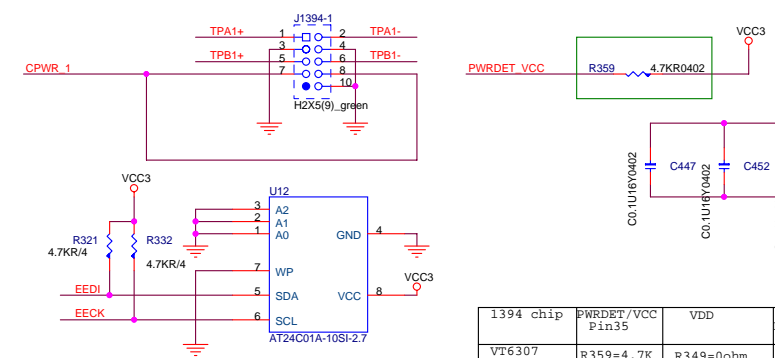 J1394-1
TPA1+ 1 2 TPA1-
3 4
TPB1+ 5 6 TPB1-
CPWR_1 7 8
10
H2X5(9)_green
VCC3
PWRDET_VCC R359 4.7KR0402
C0.1U16Y0402 C447
C0.1U16Y0402 C452
VCC3
R321 R332
4.7KR/4
4.7KR/4
EEDI
EECK
U12
3 A2
2 A1
1 A0 GND 4
7 WP
5 SDA VCC 8
6 SCL
AT24C01A-10SI-2.7
VCC3
1394 chip PWRDET/VCC VDD
Pin35
VT6307 R359=4.7K R349=0ohm